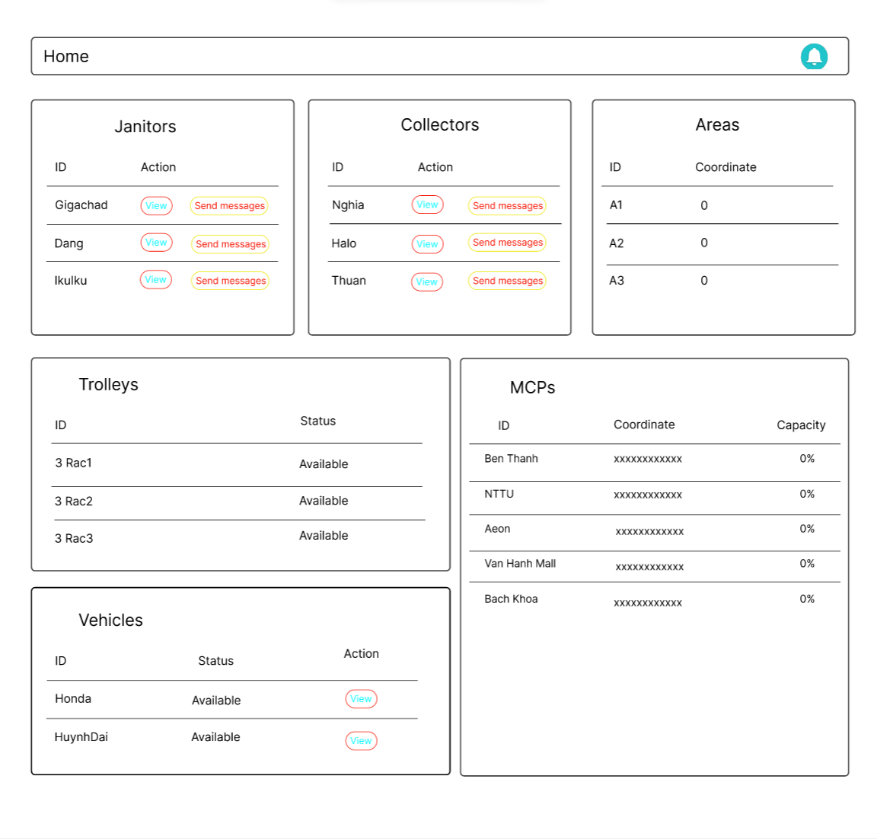 Home
Janitors
ID Action
Gigachad View Send messages
Dang View Send messages
Ikulku View Send messages
Collectors
ID Action
Nghia View Send messages
Halo View Send messages
Thuan View Send messages
Areas
ID Coordinate
A1 0
A2 0
A3 0
Trolleys
ID Status
3 Rac1 Available
3 Rac2 Available
3 Rac3 Available
MCPs
ID Coordinate Capacity
Ben Thanh xxxxxxxxxxxx 0%
NTTU xxxxxxxxxxxx 0%
Aeon xxxxxxxxxxxx 0%
Van Hanh Mall xxxxxxxxxxxx 0%
Bach Khoa xxxxxxxxxxxx 0%
Vehicles
ID Status Action
Honda Available View
HuynhDai Available View